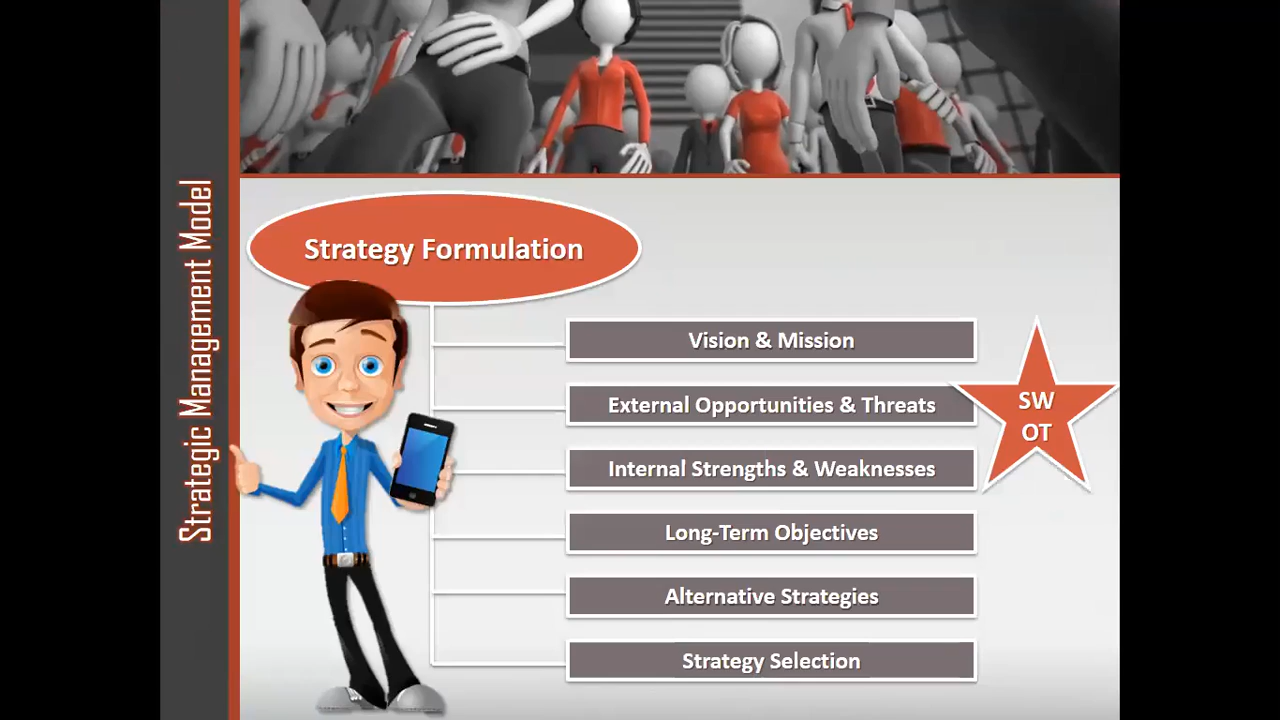 Strategic Management Model
Strategy Formulation
Vision & Mission
External Opportunities & Threats
SW
OT
Internal Strengths & Weaknesses
Long-Term Objectives
Alternative Strategies
Strategy Selection